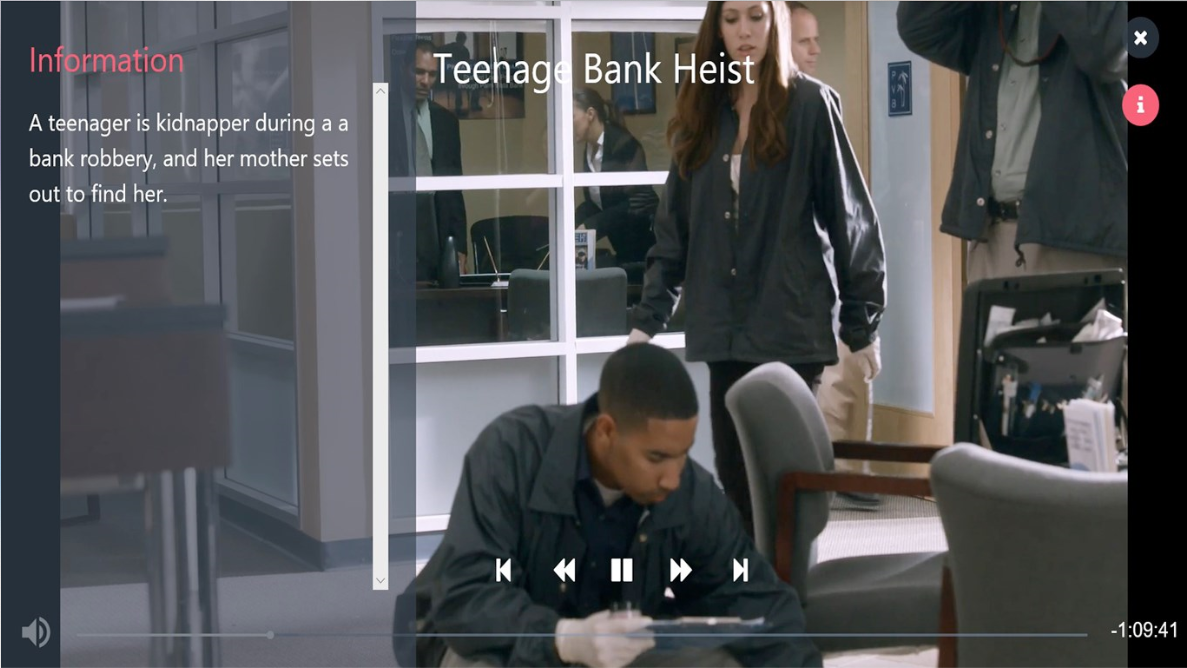 Information
Teenage Bank Heist
A teenager is kidnapper during a a
bank robbery, and her mother sets
out to find her.
P
V
B
-1:09:41